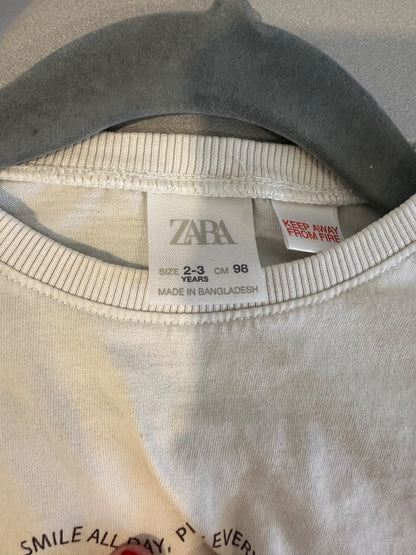 ZARA
SIZE 2-3 CM 98
YEARS
MADE IN BANGLADESH
KEEP AWAY
FROM FIRE
SMILE ALL DAY,